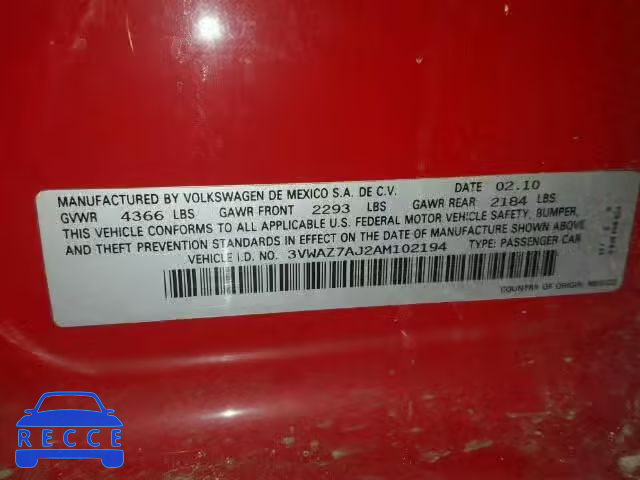 MANUFACTURED BY VOLKSWAGEN DE MEXICO S.A. DE C.V. DATE 02.10
GVWR 4366 LBS GAWR FRONT 2293 LBS GAWR REAR 2184 LBS
THIS VEHICLE CONFORMS TO ALL APPLICABLE U.S. FEDERAL MOTOR VEHICLE SAFETY, BUMPER,
AND THEFT PREVENTION STANDARDS IN EFFECT ON THE DATE OF MANUFACTURE SHOWN ABOVE.
VEHICLE I.D. NO. 3VWAZ7AJ2AM102194 TYPE: PASSENGER CAR
COUNTRY OF ORIGIN: MEXICO
RECCE